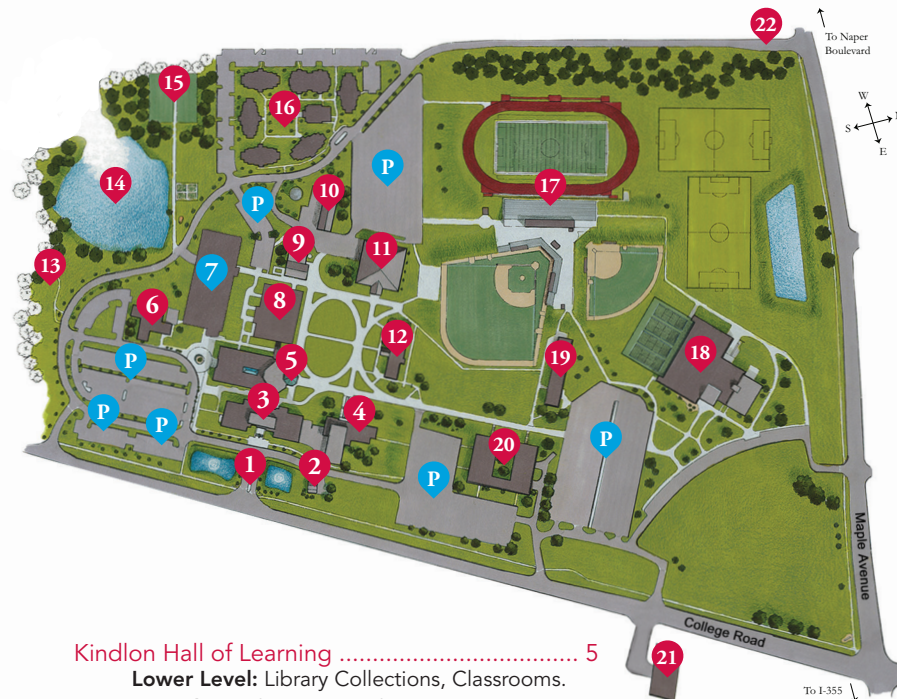 22
To Naper
Boulevard
W
S
E
15
16
P
17
14
10
P
9
11
13
7
8
6
12
5
P
19
18
3
4
P
P
20
P
1
2
P
Maple Avenue
College Road
21
To I-355
Kindlon Hall of Learning ................................. 5
Lower Level: Library Collections, Classrooms.